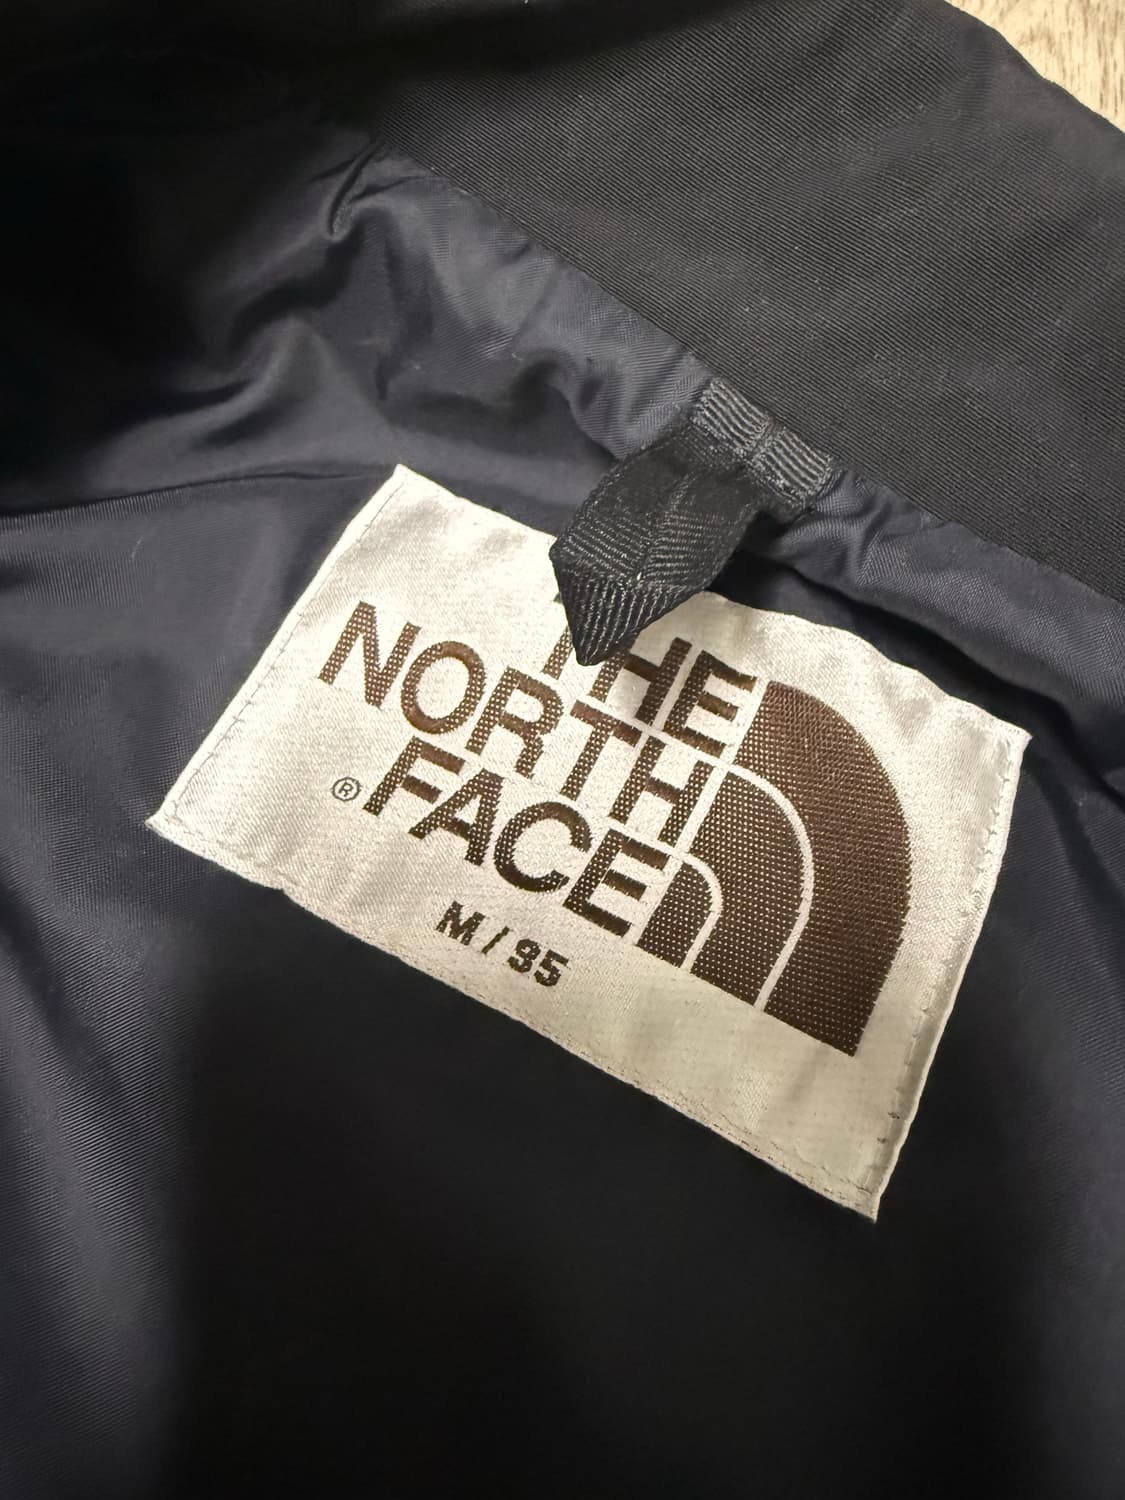 THE
NORTH
FACE
®
M / 95